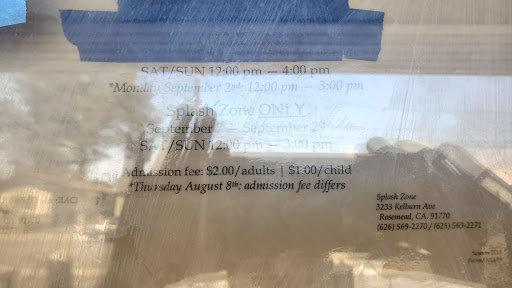 SAT/SUN 12:00 pm — 4:00 pm
*Monday September 2nd: 12:00 pm — 3:00 pm
Splash Zone ONLY
September — September 29
SAT/SUN 12:00 pm — 3:00 pm
Admission fee: $2.00/adults | $1.00/child
*Thursday August 8th; admission fee differs
Splash Zone
3233 Kelburn Ave
Rosemead, CA. 91770
(626) 569-2270 / (626) 569-2271